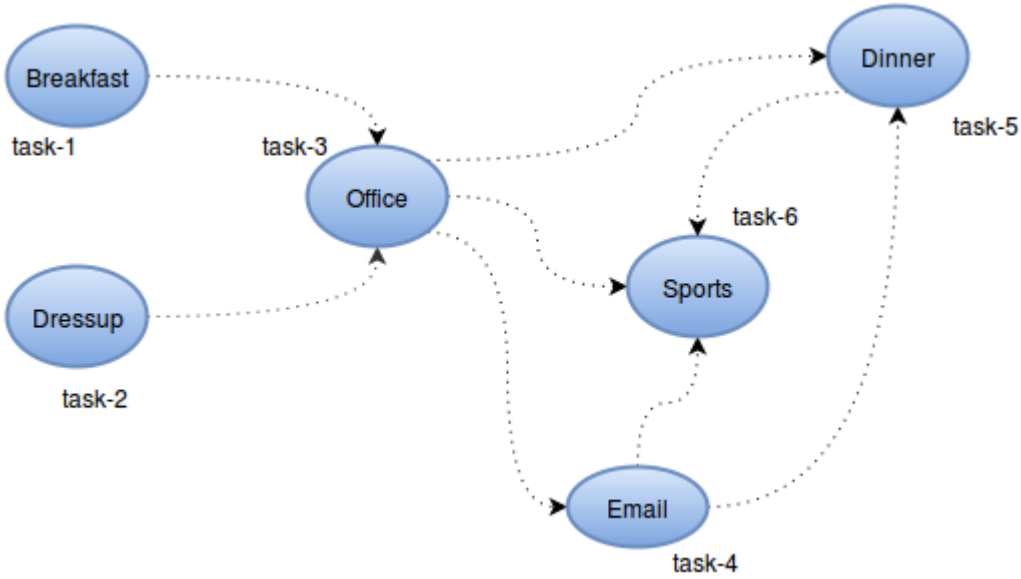 Breakfast
task-1
Dressup
task-2
task-3
Office
Dinner
task-5
task-6
Sports
Email
task-4